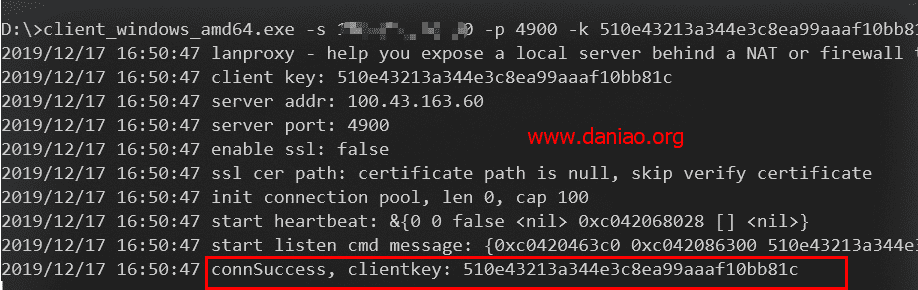 D:\>client_windows_amd64.exe -s -p 4900 -k 510e43213a344e3c8ea99aaaf10bb81
2019/12/17 16:50:47 lanproxy - help you expose a local server behind a NAT or firewall
2019/12/17 16:50:47 client key: 510e43213a344e3c8ea99aaaf10bb81c
2019/12/17 16:50:47 server addr: 100.43.163.60
2019/12/17 16:50:47 server port: 4900
www.daniao.org
2019/12/17 16:50:47 enable ssl: false
2019/12/17 16:50:47 ssl cer path: certificate path is null, skip verify certificate
2019/12/17 16:50:47 init connection pool, len 0, cap 100
2019/12/17 16:50:47 start heartbeat: &{0 0 false <nil> 0xc042068028 [] <nil>}
2019/12/17 16:50:47 start listen cmd message: {0xc0420463c0 0xc042086300 510e43213a344e3
2019/12/17 16:50:47 connSuccess, clientkey: 510e43213a344e3c8ea99aaaf10bb81c